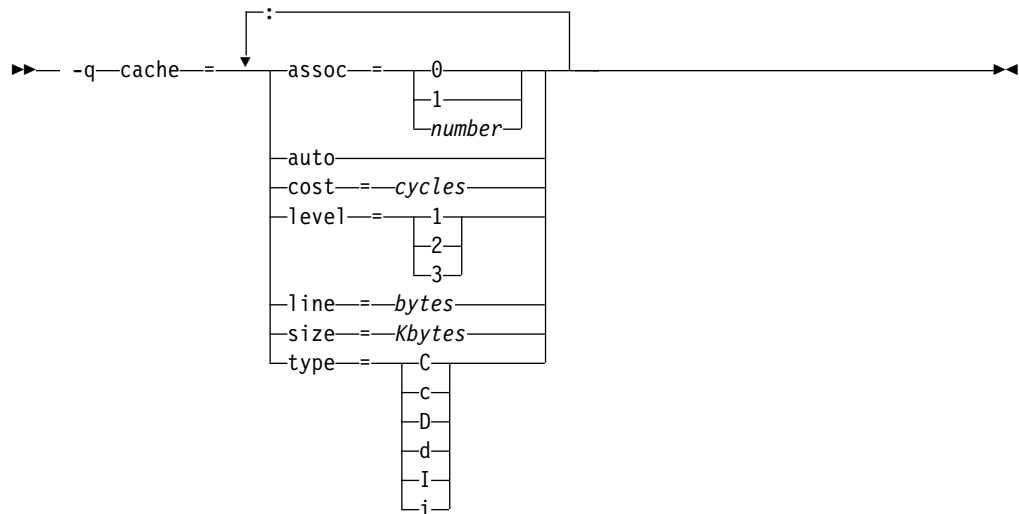 :
-q cache = assoc = 0
1
number
auto
cost = cycles
level = 1
2
3
line = bytes
size = Kbytes
type = C
c
D
d
I
i